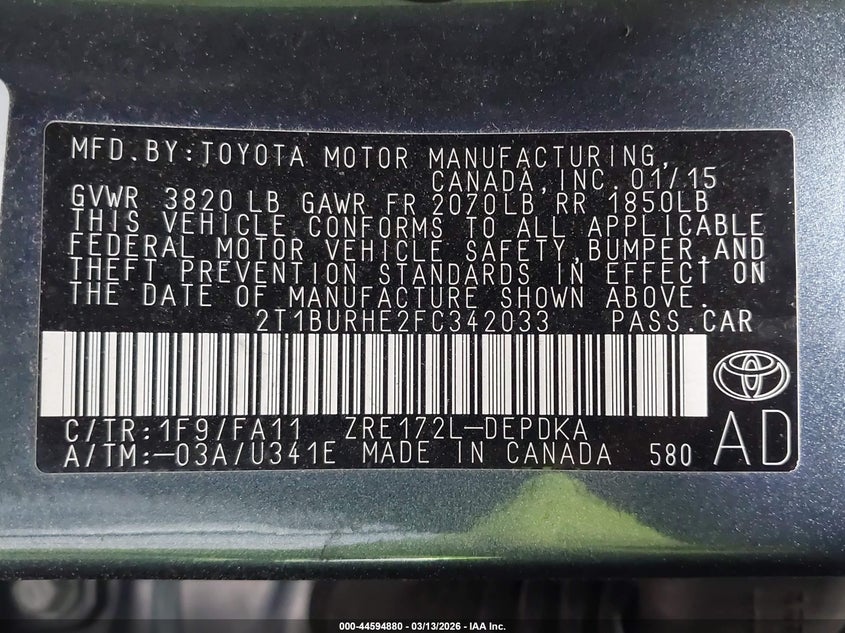 MFD.BY:TOYOTA MOTOR MANUFACTURING,
CANADA,INC.01/15
GVWR 3820 LB GAWR FR 2070LB RR 1850LB
THIS VEHICLE CONFORMS TO ALL APPLICABLE
FEDERAL MOTOR VEHICLE SAFETY,BUMPER,AND
THEFT PREVENTION STANDARDS IN EFFECT ON
THE DATE OF MANUFACTURE SHOWN ABOVE.
2T1BURHE2FC342033 PASS.CAR
C/TR:1F9/FA11 ZRE172L-DEPDKA
A/TM:-03A/U341E MADE IN CANADA 580 AD
000-44594880 / 03/13/2026 - IAA Inc.